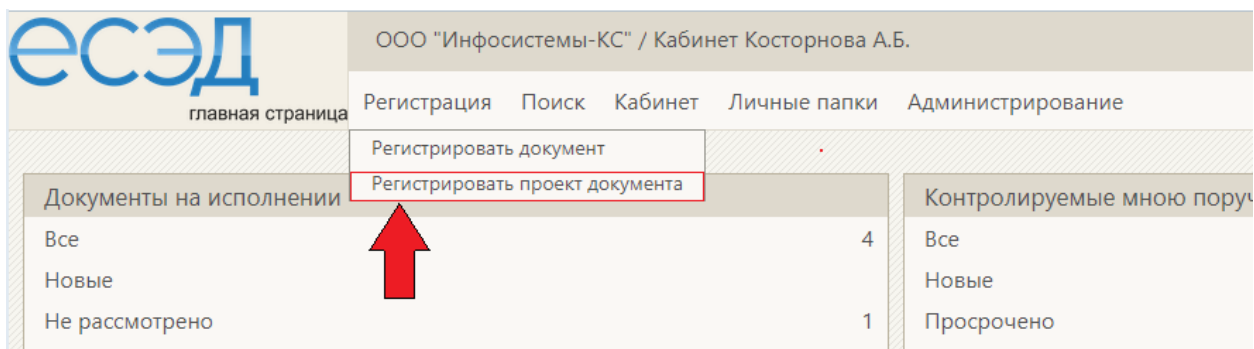 есэд
главная страница
ООО "Инфосистемы-КС" / Кабинет Косторнова А.Б.
Регистрация Поиск Кабинет Личные папки Администрирование
Регистрировать документ
Регистрировать проект документа
Документы на исполнении
Все 4
Новые
Не рассмотрено 1
Контролируемые мною поруч
Все
Новые
Просрочено